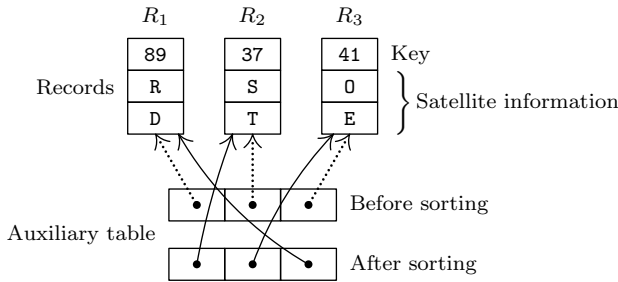 R₁ R₂ R₃
89 37 41 Key
Records R S O Satellite information
D T E
Before sorting
Auxiliary table
After sorting